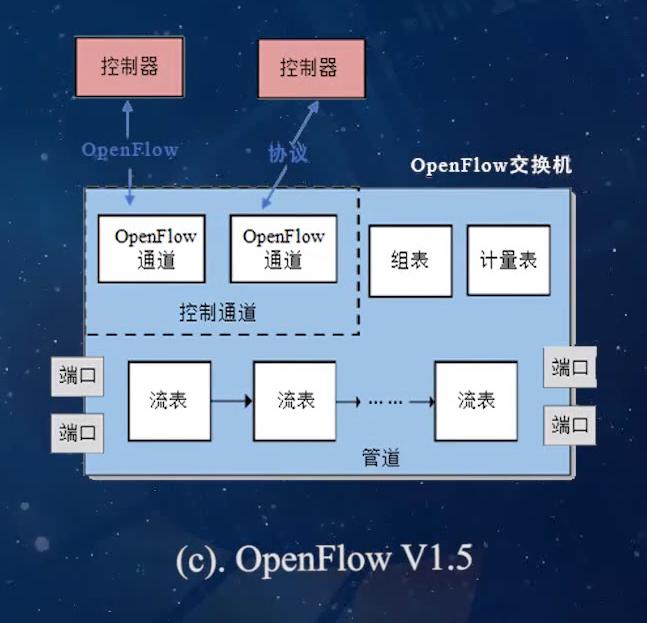 控制器
控制器
OpenFlow
协议
OpenFlow交换机
OpenFlow
通道
OpenFlow
通道
组表
计量表
控制通道
端口
端口
流表
流表
……
流表
端口
端口
管道
(c). OpenFlow V1.5